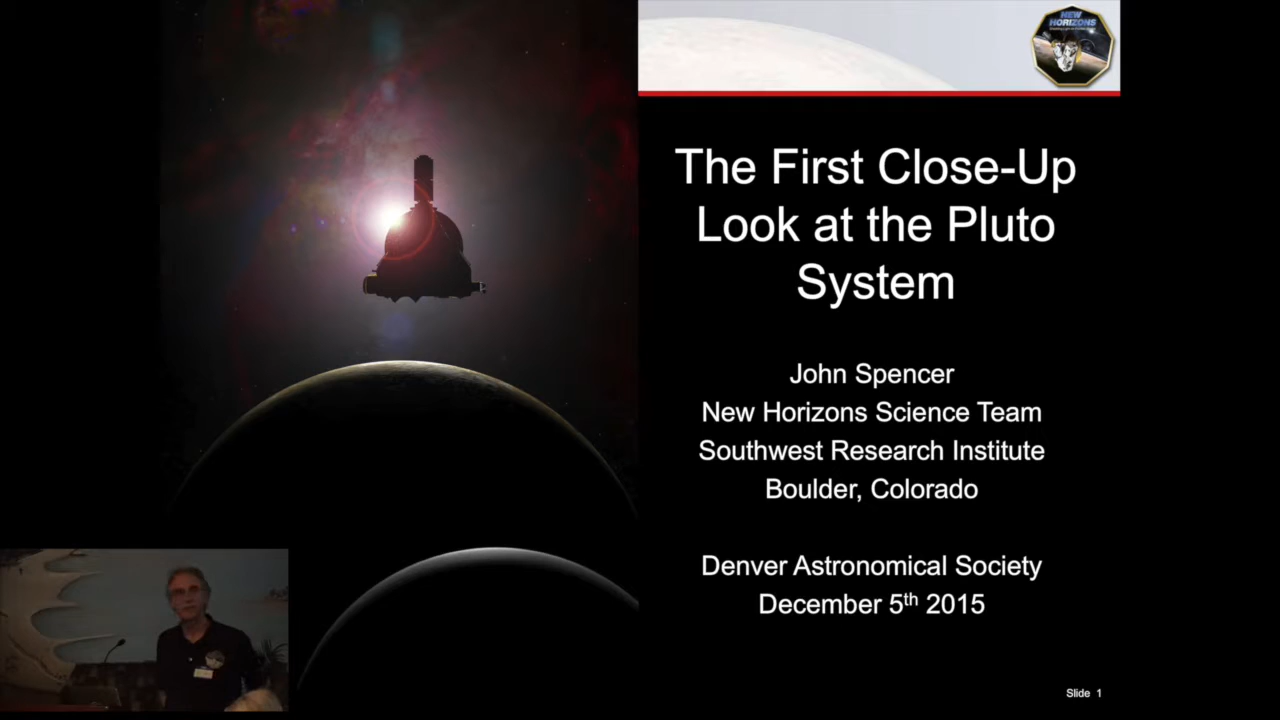 NEW
HORIZONS
The First Close-Up
Look at the Pluto
System
John Spencer
New Horizons Science Team
Southwest Research Institute
Boulder, Colorado
Denver Astronomical Society
December 5th 2015
Slide 1